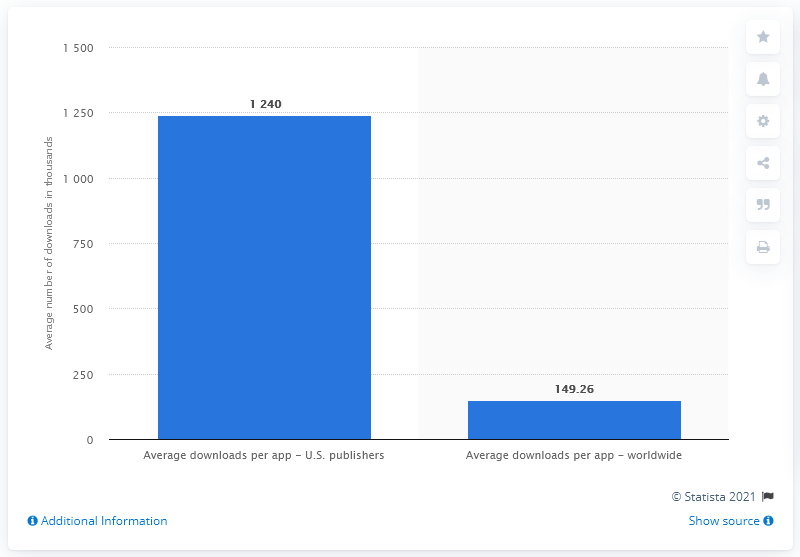 1 500
1 250
1 000
750
500
250
0
Average number of downloads in thousands
1 240
149.26
Average downloads per app – U.S. publishers
Average downloads per app – worldwide
© Statista 2021
Additional Information
Show source